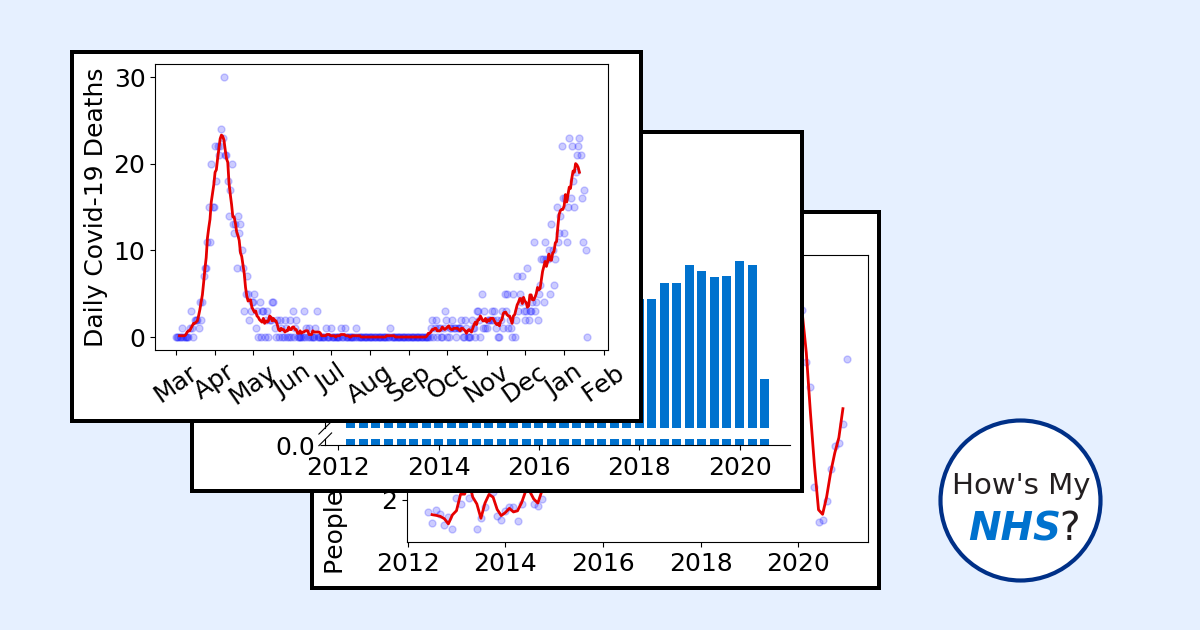 Daily Covid-19 Deaths
30
20
10
0
Mar Apr May Jun Jul Aug Sep Oct Nov Dec Jan Feb
0.0
2012 2014 2016 2018 2020
People
2
2012 2014 2016 2018 2020
How's My
NHS?